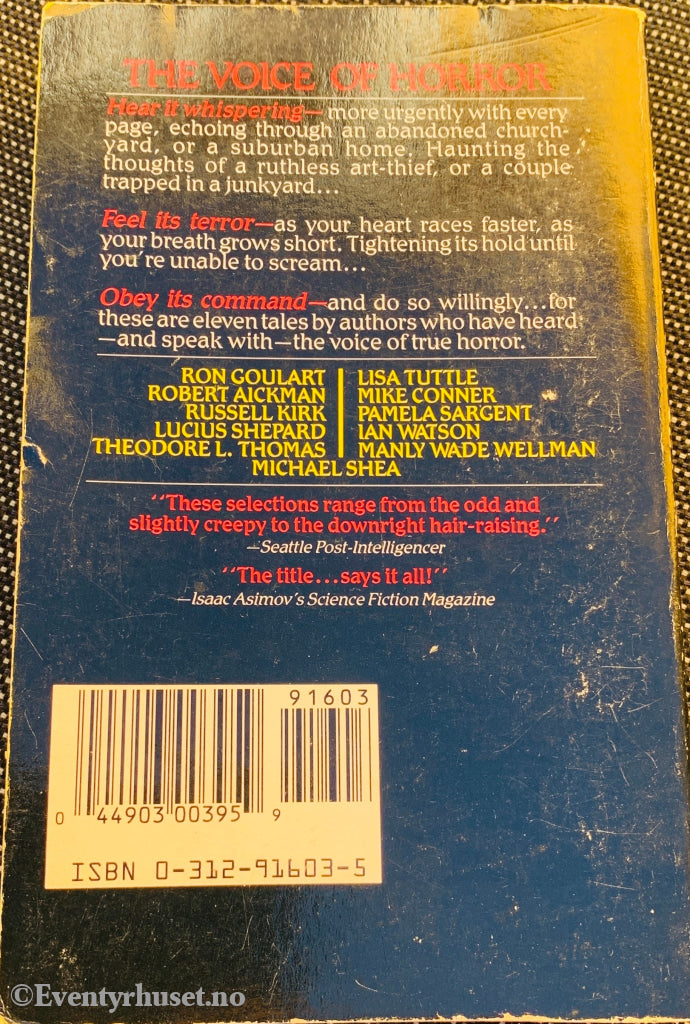 THE VOICE OF HORROR
Hear it whispering—more urgently with every
page, echoing through an abandoned church-
yard, or a suburban home. Haunting the
thoughts of a ruthless art-thief, or a couple
trapped in a junkyard...
Feel its terror—as your heart races faster, as
your breath grows short. Tightening its hold until
you're unable to scream...
Obey its command—and do so willingly...for
these are eleven tales by authors who have heard
—and speak with—the voice of true horror.
RON GOULART
ROBERT AICKMAN
RUSSELL KIRK
LUCIUS SHEPARD
THEODORE L. THOMAS
LISA TUTTLE
MIKE CONNER
PAMELA SARGENT
IAN WATSON
MANLY WADE WELLMAN
MICHAEL SHEA
"These selections range from the odd and
slightly creepy to the downright hair-raising."
—Seattle Post-Intelligencer
"The title...says it all!"
—Isaac Asimov's Science Fiction Magazine
91603
0 44903 00395 9
ISBN 0-312-91603-5
©Eventyrhuset.no